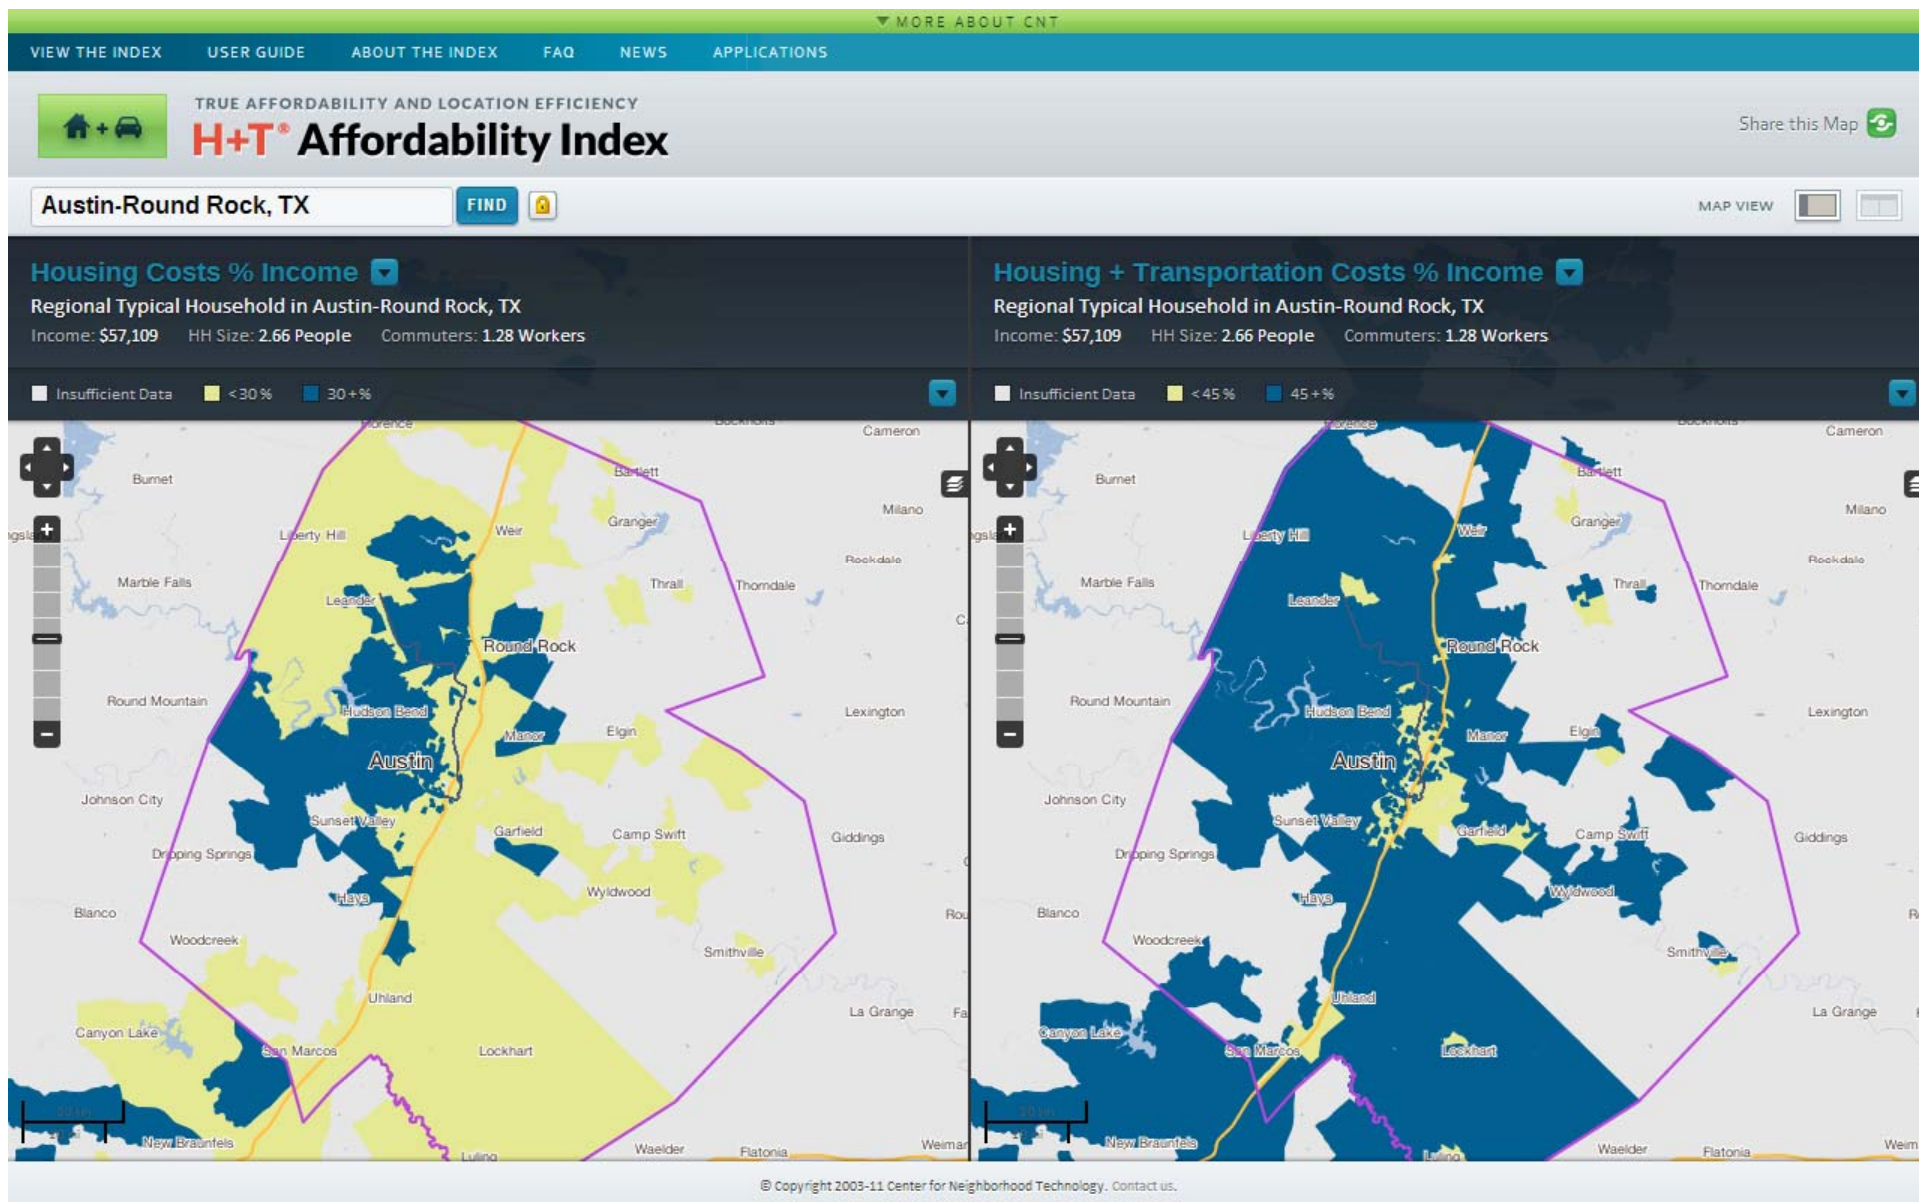 MORE ABOUT CNT
VIEW THE INDEX USER GUIDE ABOUT THE INDEX FAQ NEWS APPLICATIONS
TRUE AFFORDABILITY AND LOCATION EFFICIENCY
H+T® Affordability Index
Share this Map
Austin-Round Rock, TX FIND
MAP VIEW
Housing Costs % Income
Regional Typical Household in Austin-Round Rock, TX
Income: $57,109 HH Size: 2.66 People Commuters: 1.28 Workers
Insufficient Data <30% 30+%
Florence
Cameron
Burnet
Bartlett
Milano
Granger
Weir
Liberty Hill
Rockdale
Marble Falls
Thrall
Thorndale
Leander
Round Rock
Round Mountain
Hudson Bend
Lexington
Manor
Elgin
Austin
Johnson City
Sunset Valley
Garfield
Camp Swift
Giddings
Dripping Springs
Hays
Wyldwood
Blanco
Rou
Woodcreek
Smithville
Uhland
La Grange
Fa
Canyon Lake
San Marcos
Lockhart
New Braunfels
Luling
Waelder
Flatonia
Weimar
Housing + Transportation Costs % Income
Regional Typical Household in Austin-Round Rock, TX
Income: $57,109 HH Size: 2.66 People Commuters: 1.28 Workers
Insufficient Data <45% 45+%
Florence
Cameron
Burnet
Bartlett
Milano
Granger
Weir
Liberty Hill
Rockdale
Marble Falls
Thrall
Thorndale
Leander
Round Rock
Round Mountain
Hudson Bend
Lexington
Manor
Elgin
Austin
Johnson City
Sunset Valley
Garfield
Camp Swift
Giddings
Dripping Springs
Hays
Wyldwood
Blanco
Woodcreek
Smithville
Uhland
La Grange
Canyon Lake
San Marcos
Lockhart
New Braunfels
Luling
Waelder
Flatonia
Weim
© Copyright 2003-11 Center for Neighborhood Technology. Contact us.